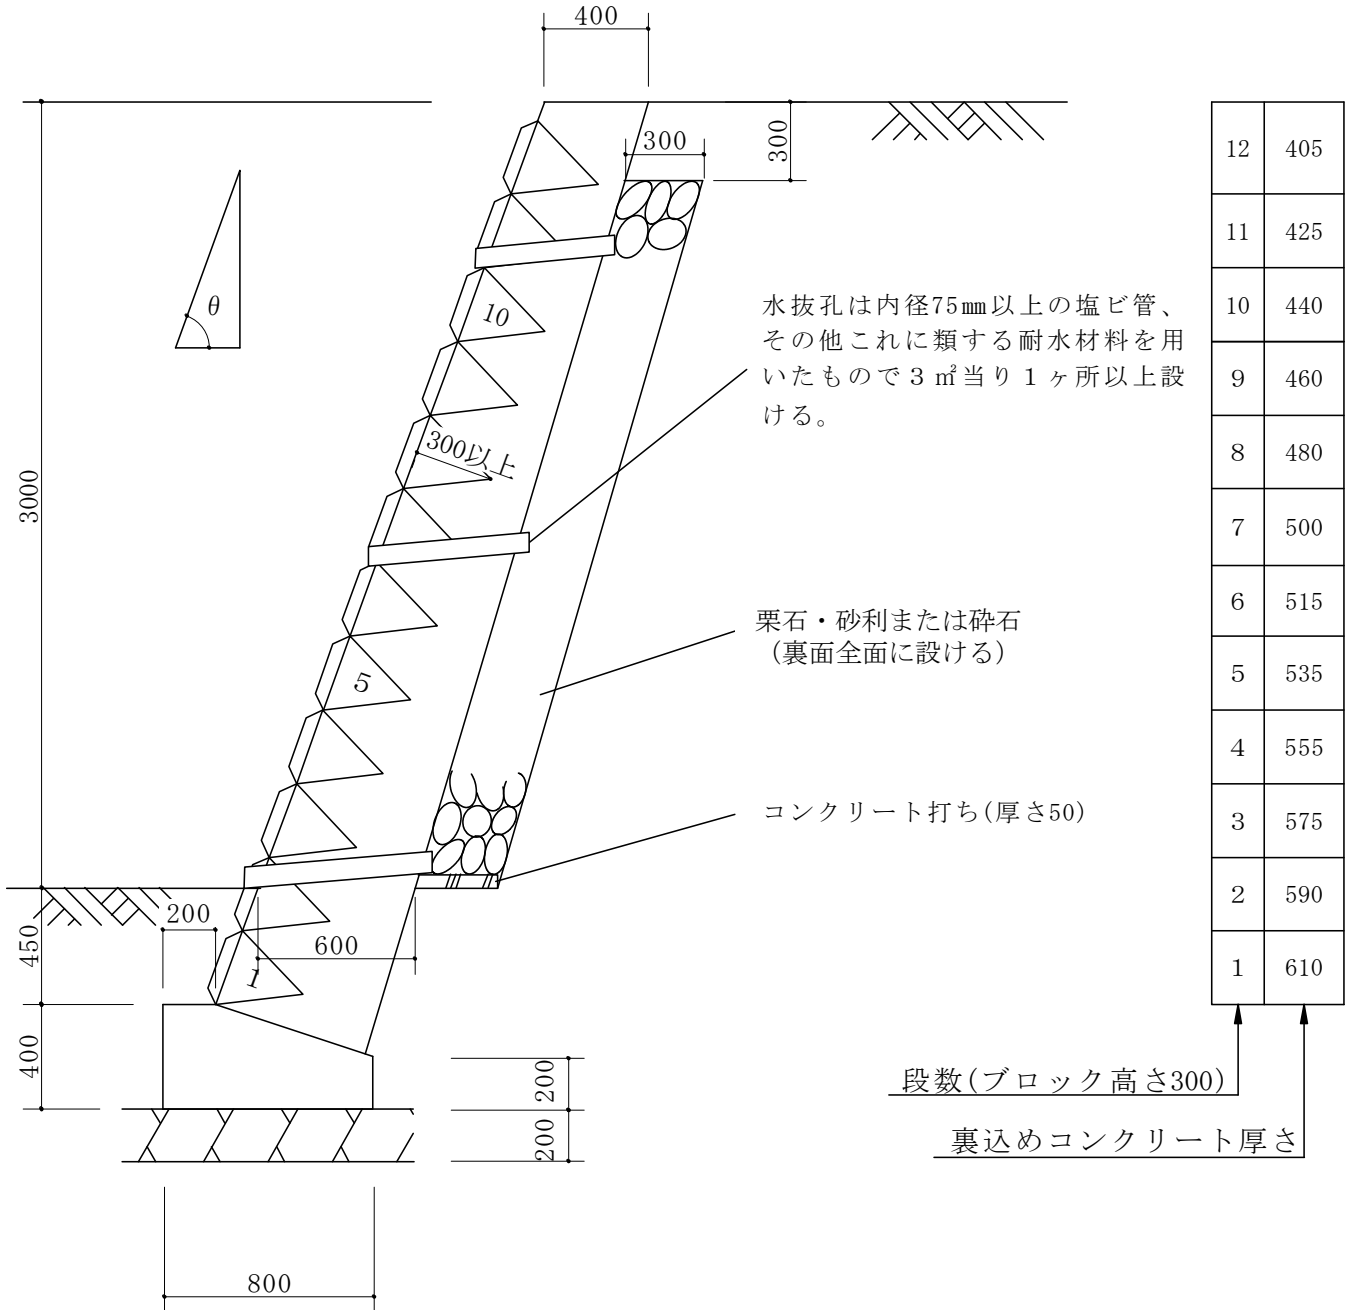 400
300
300
12 405
11 425
10 440
9 460
8 480
7 500
6 515
5 535
4 555
3 575
2 590
1 610
θ
10
水抜孔は内径75㎜以上の塩ビ管、
その他これに類する耐水材料を用
いたもので３㎡当り１ヶ所以上設
ける。
300以上
3000
栗石・砂利または砕石
（裏面全面に設ける）
5
コンクリート打ち(厚さ50)
200
450
600
1
400
200
200
段数(ブロック高さ300)
裏込めコンクリート厚さ
800